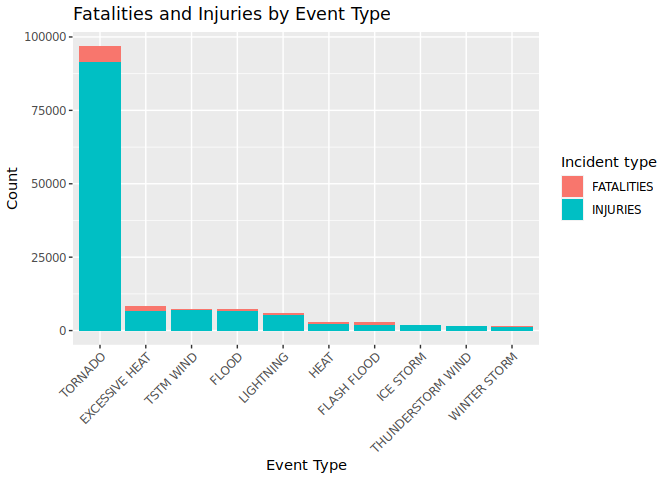 Fatalities and Injuries by Event Type
100000
75000
50000
25000
0
Count
TORNADO
EXCESSIVE HEAT
TSTM WIND
FLOOD
LIGHTNING
HEAT
FLASH FLOOD
ICE STORM
THUNDERSTORM WIND
WINTER STORM
Event Type
Incident type
FATALITIES
INJURIES